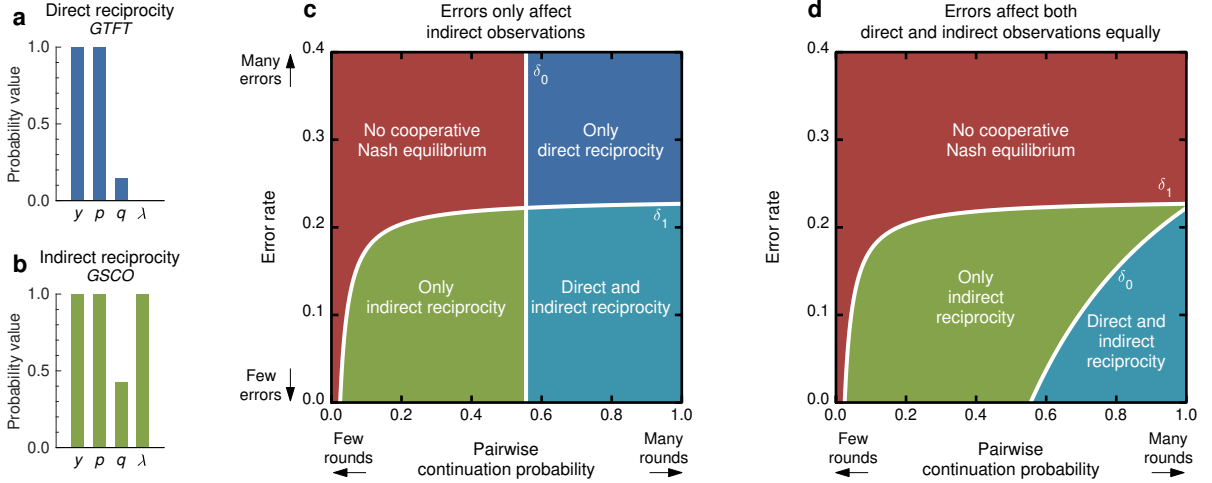 a
Direct reciprocity
GTFT
Probability value
1.0
0.5
0.0
y p q λ
b
Indirect reciprocity
GSCO
Probability value
1.0
0.5
0.0
y p q λ
c
Errors only affect
indirect observations
Many
errors
Few
errors
Error rate
0.4
0.3
0.2
0.1
0.0
No cooperative
Nash equilibrium
δ0
Only
direct reciprocity
δ1
Only
indirect reciprocity
Direct and
indirect reciprocity
0.0 0.2 0.4 0.6 0.8 1.0
Few
rounds
Pairwise
continuation probability
Many
rounds
d
Errors affect both
direct and indirect observations equally
Error rate
0.4
0.3
0.2
0.1
0.0
No cooperative
Nash equilibrium
δ1
Only
indirect
reciprocity
δ0
Direct and
indirect
reciprocity
0.0 0.2 0.4 0.6 0.8 1.0
Few
rounds
Pairwise
continuation probability
Many
rounds